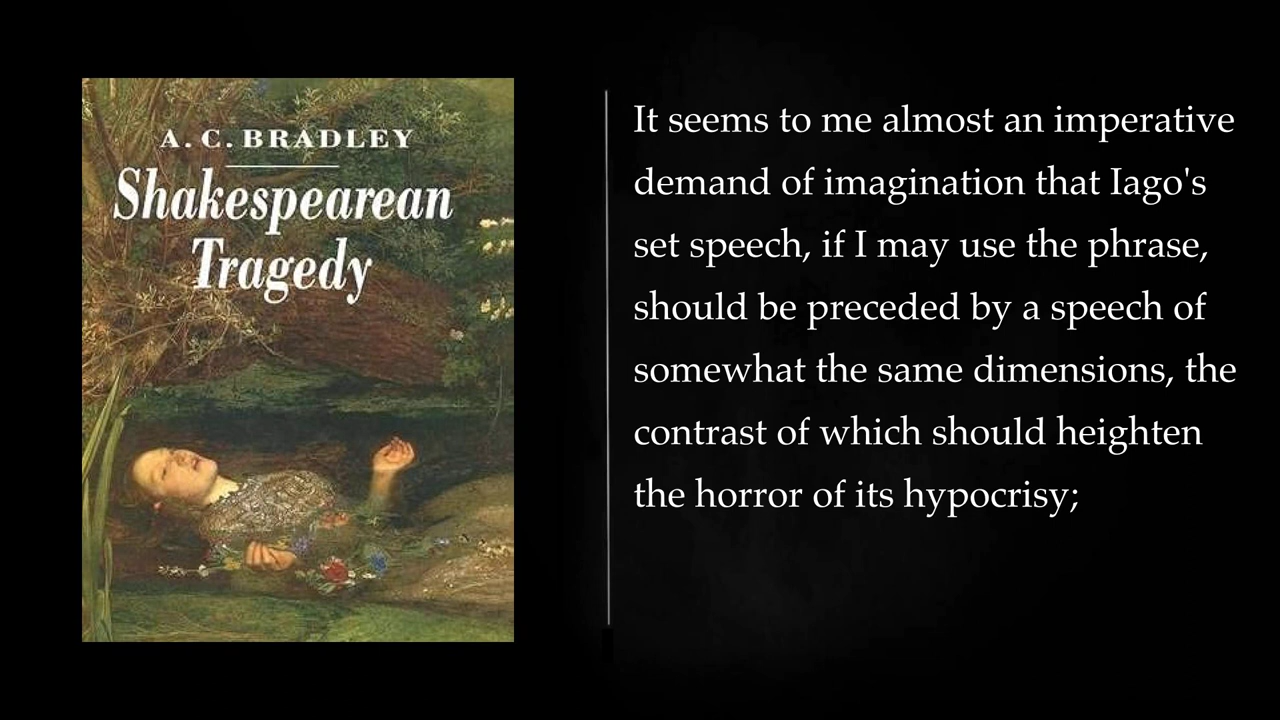 A. C. BRADLEY
Shakespearean
Tragedy
It seems to me almost an imperative
demand of imagination that Iago's
set speech, if I may use the phrase,
should be preceded by a speech of
somewhat the same dimensions, the
contrast of which should heighten
the horror of its hypocrisy;